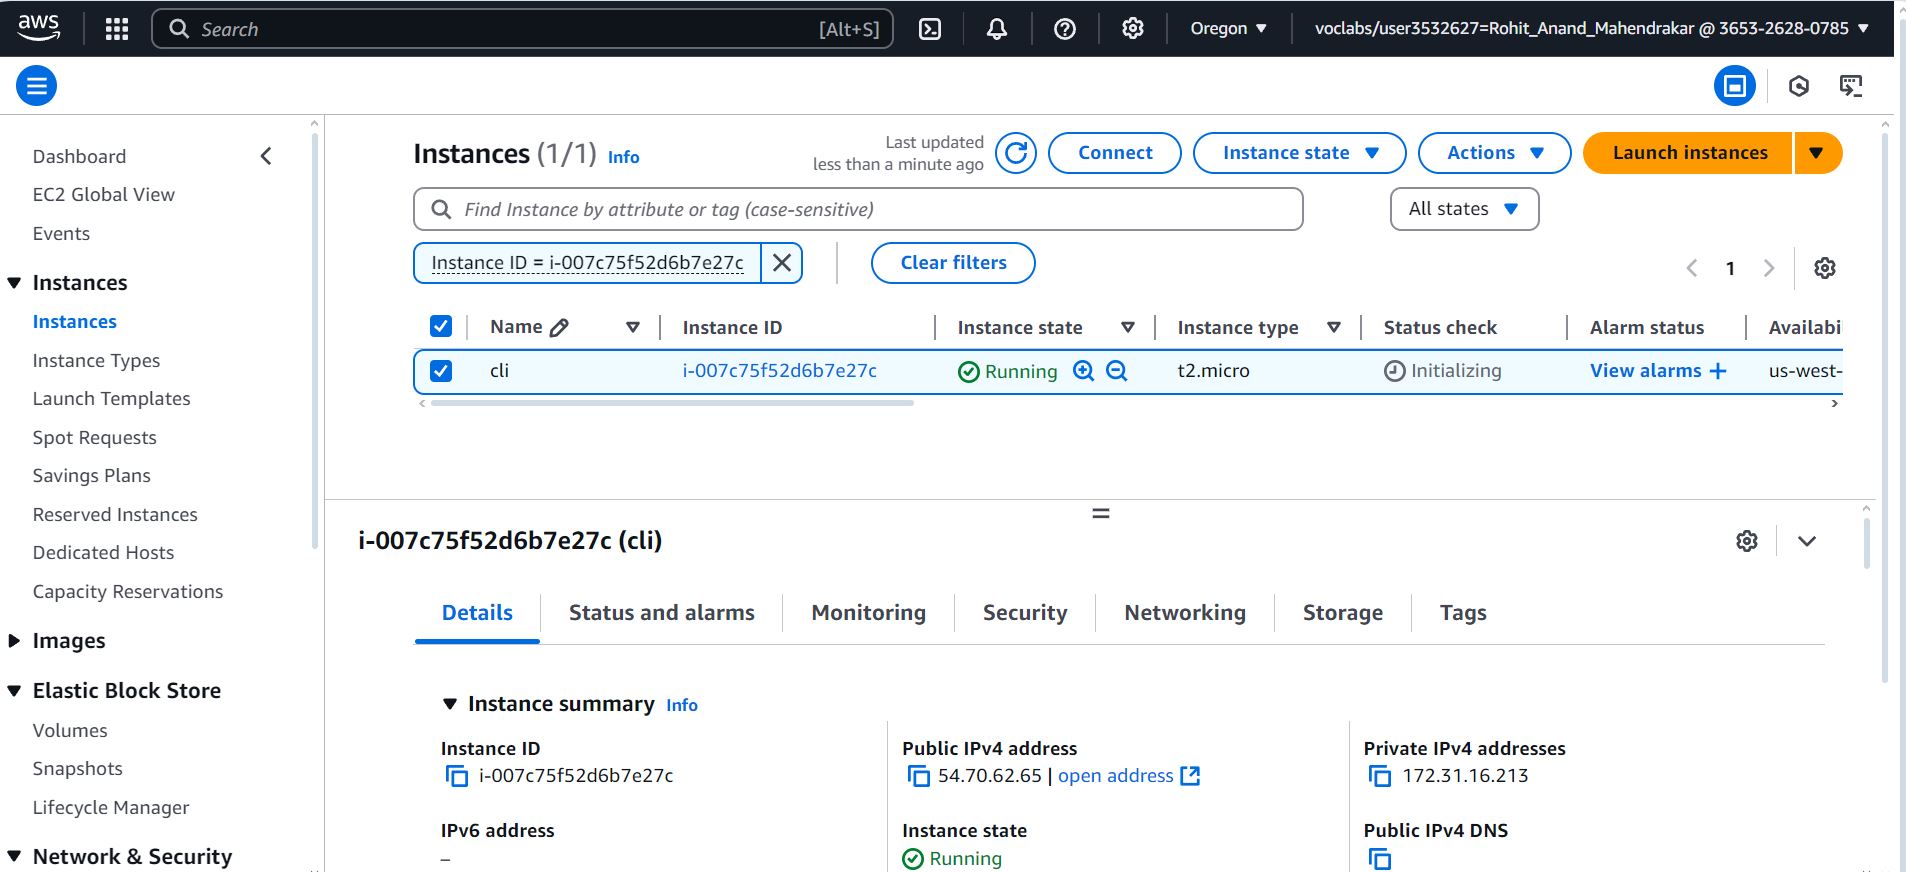 aws
Search [Alt+S]
Oregon
voclabs/user3532627=Rohit_Anand_Mahendrakar @ 3653-2628-0785
Dashboard
EC2 Global View
Events
Instances
Instances
Instance Types
Launch Templates
Spot Requests
Savings Plans
Reserved Instances
Dedicated Hosts
Capacity Reservations
Images
Elastic Block Store
Volumes
Snapshots
Lifecycle Manager
Network & Security
Instances (1/1) Info
Last updated
less than a minute ago
Connect
Instance state
Actions
Launch instances
Find Instance by attribute or tag (case-sensitive)
All states
Instance ID = i-007c75f52d6b7e27c
Clear filters
1
Name Instance ID Instance state Instance type Status check Alarm status Availabi
cli i-007c75f52d6b7e27c Running t2.micro Initializing View alarms + us-west-
i-007c75f52d6b7e27c (cli)
Details Status and alarms Monitoring Security Networking Storage Tags
Instance summary Info
Instance ID
i-007c75f52d6b7e27c
Public IPv4 address
54.70.62.65 | open address
Private IPv4 addresses
172.31.16.213
IPv6 address
–
Instance state
Running
Public IPv4 DNS